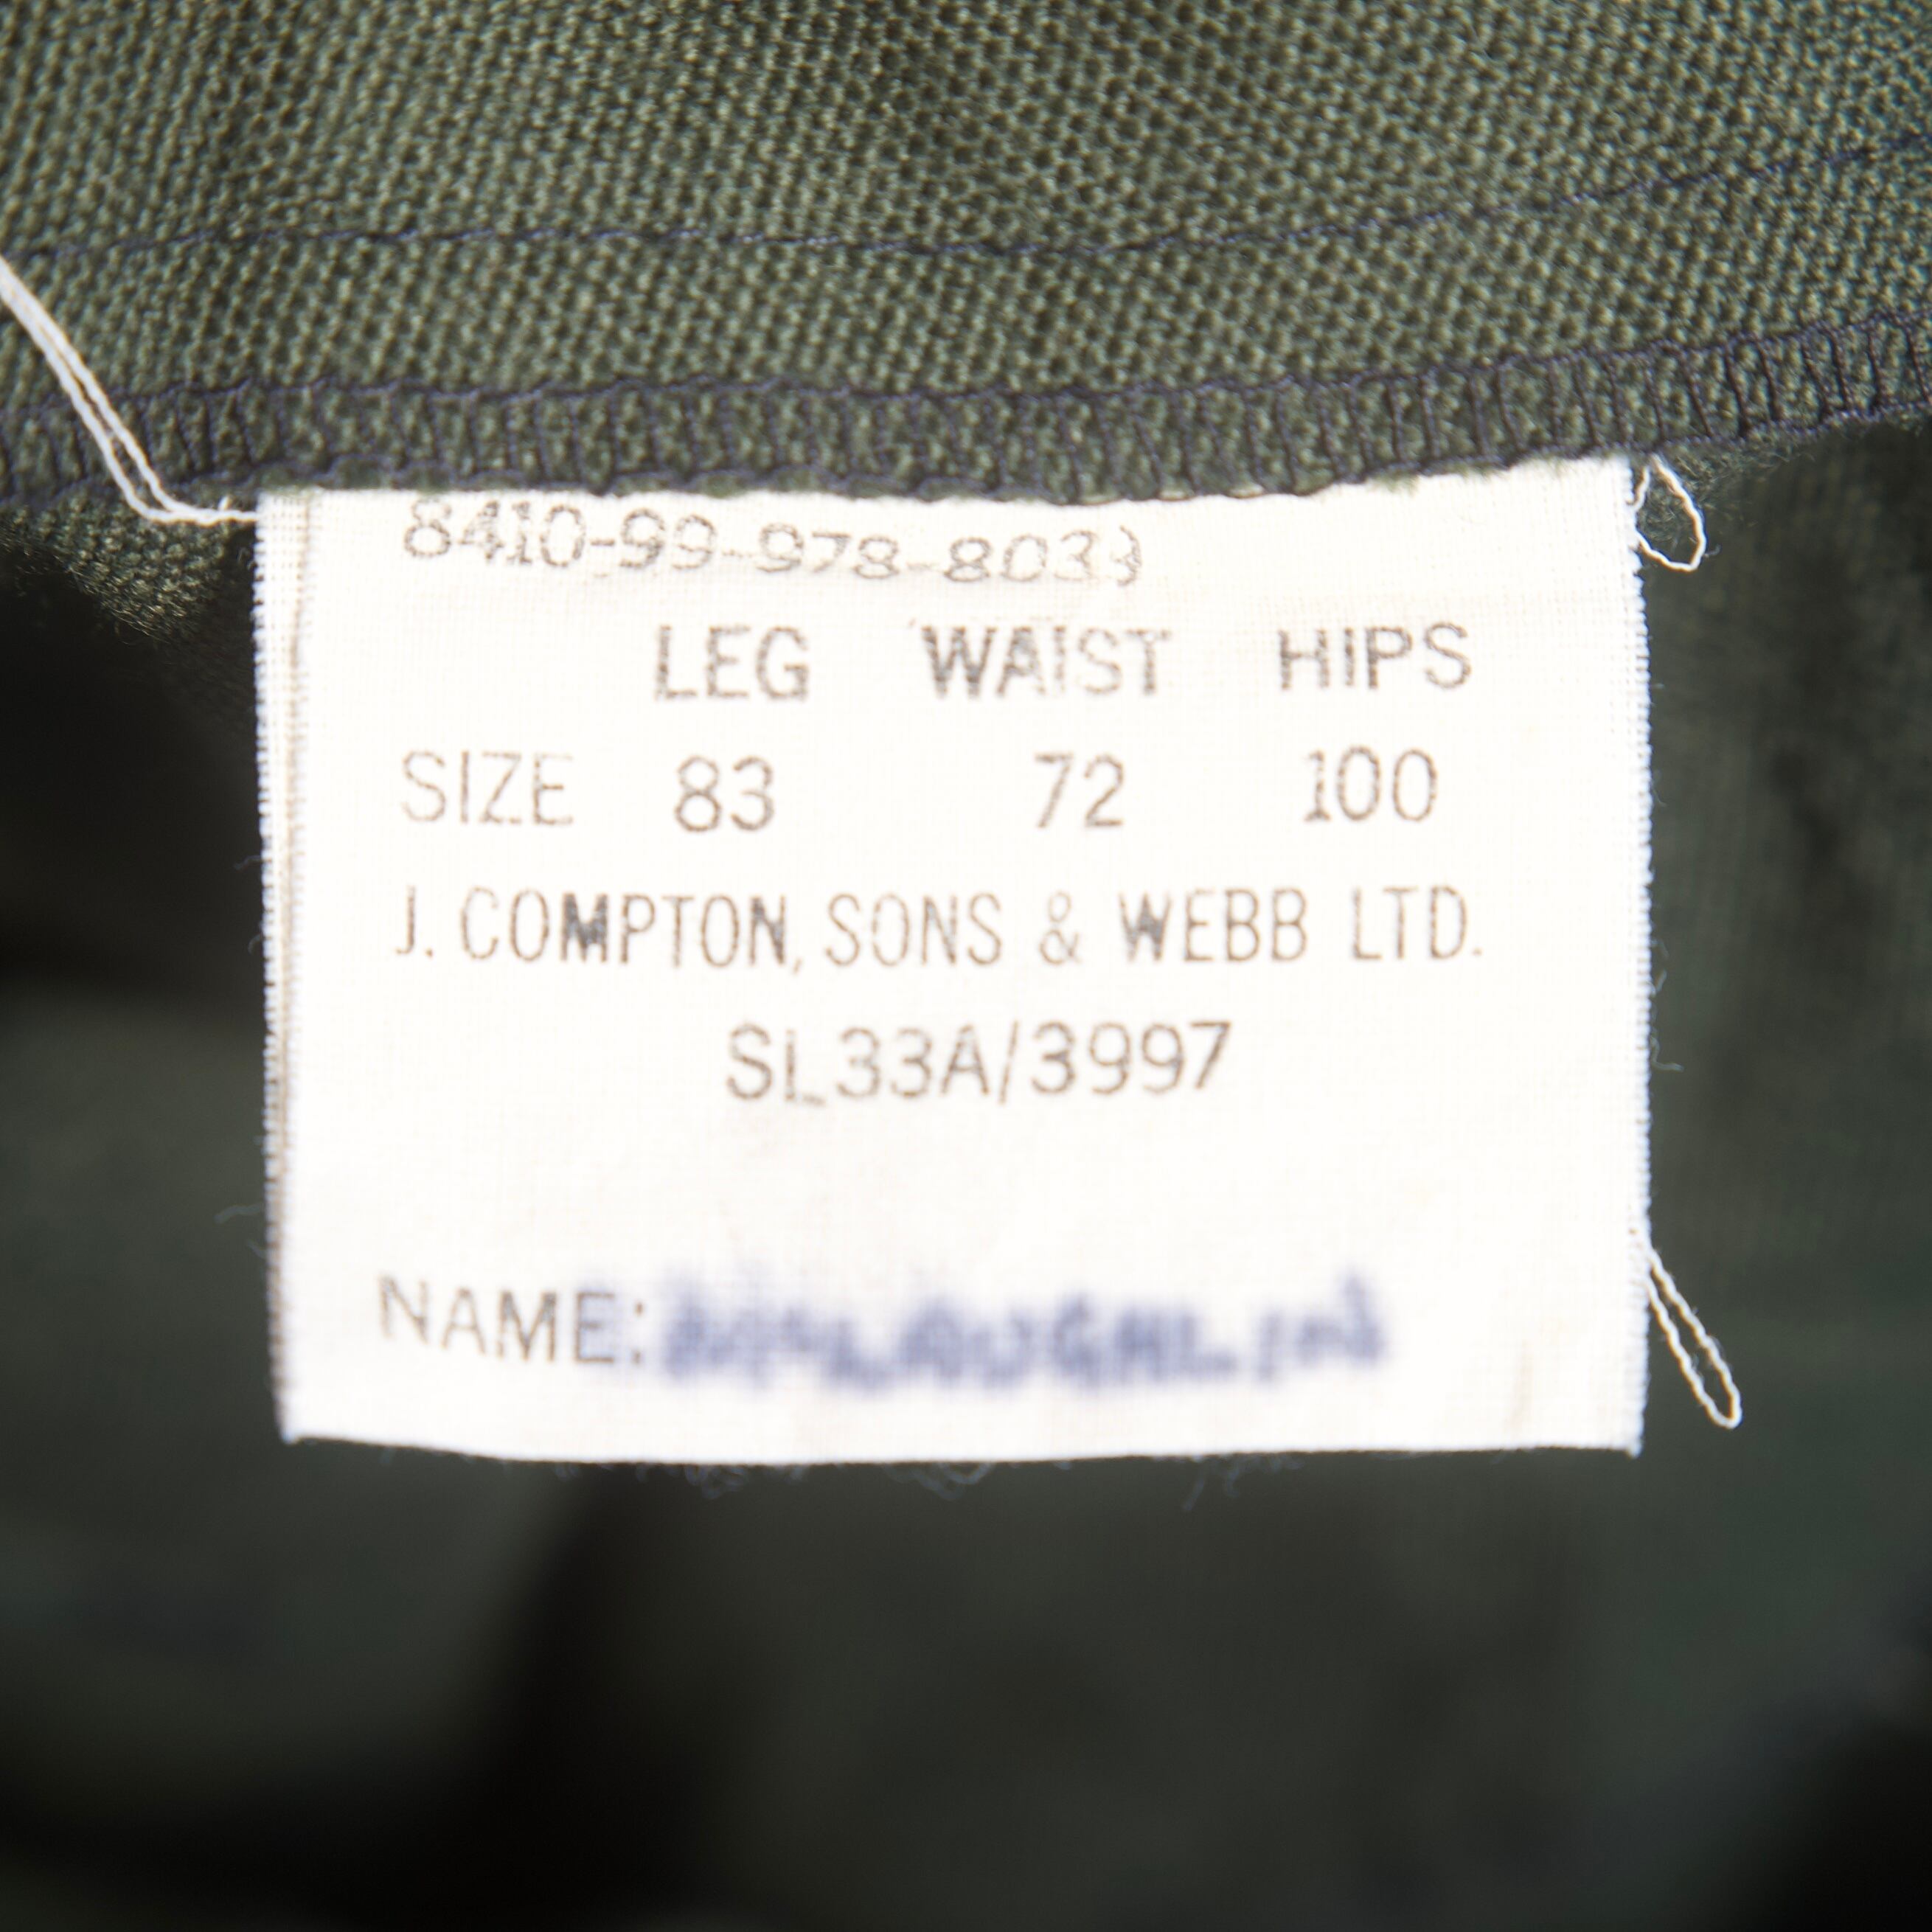 8410-99-978-8033
LEG WAIST HIPS
SIZE 83 72 100
J. COMPTON, SONS & WEBB LTD.
SL33A/3997
NAME: